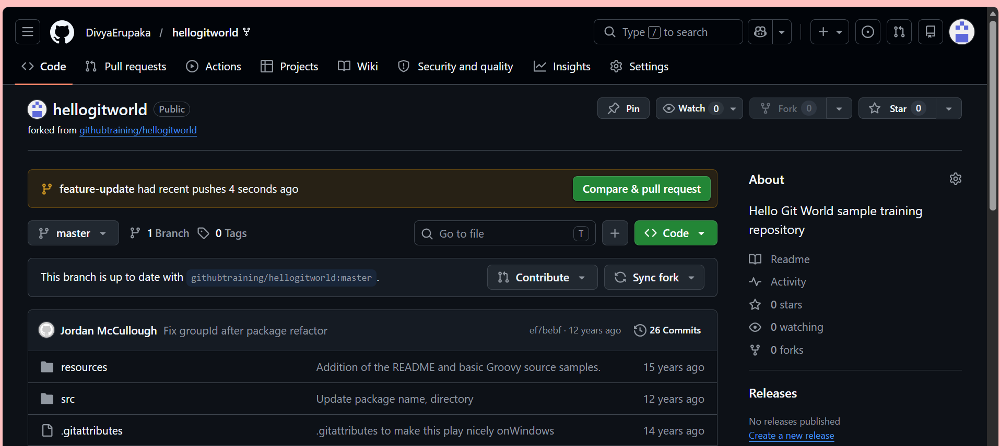 DivyaErupaka / hellogitworld
Type / to search
Code Pull requests Actions Projects Wiki Security and quality Insights Settings
hellogitworld Public
Pin Watch 0 Fork 0 Star 0
forked from githubtraining/hellogitworld
feature-update had recent pushes 4 seconds ago
Compare & pull request
master 1 Branch 0 Tags
Go to file T
Code
This branch is up to date with githubtraining/hellogitworld:master .
Contribute Sync fork
Jordan McCullough Fix groupId after package refactor ef7bebf · 12 years ago 26 Commits
resources Addition of the README and basic Groovy source samples. 15 years ago
src Update package name, directory 12 years ago
.gitattributes .gitattributes to make this play nicely onWindows 14 years ago
About
Hello Git World sample training
repository
Readme
Activity
0 stars
0 watching
0 forks
Releases
No releases published
Create a new release